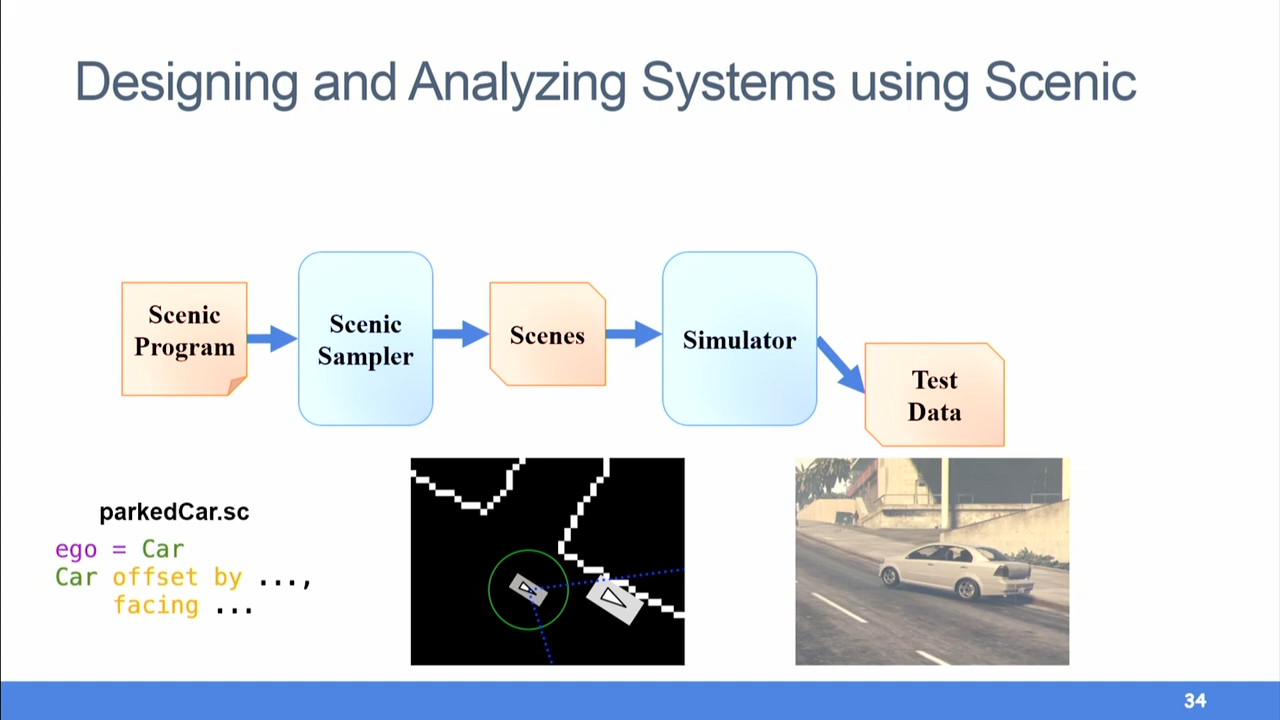 Designing and Analyzing Systems using Scenic
Scenic
Program
Scenic
Sampler
Scenes
Simulator
Test
Data
parkedCar.sc
ego = Car
Car offset by ...,
facing ...
34